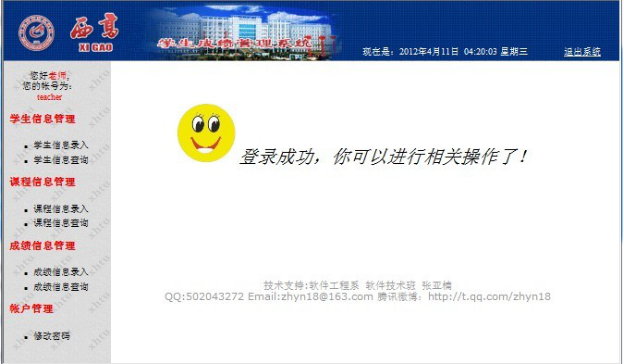 西高
XI GAO
学生成绩管理系统
现在是：2012年4月11日 04:20:03 星期三
退出系统
您好老师,
您的帐号为:
teacher
学生信息管理
学生信息录入
学生信息查询
课程信息管理
课程信息录入
课程信息查询
成绩信息管理
成绩信息录入
成绩信息查询
帐户管理
修改密码
登录成功，你可以进行相关操作了！
技术支持:软件工程系 软件技术班 张亚楠
QQ:502043272 Email:zhyn18@163.com 腾讯微博：http://t.qq.com/zhyn18